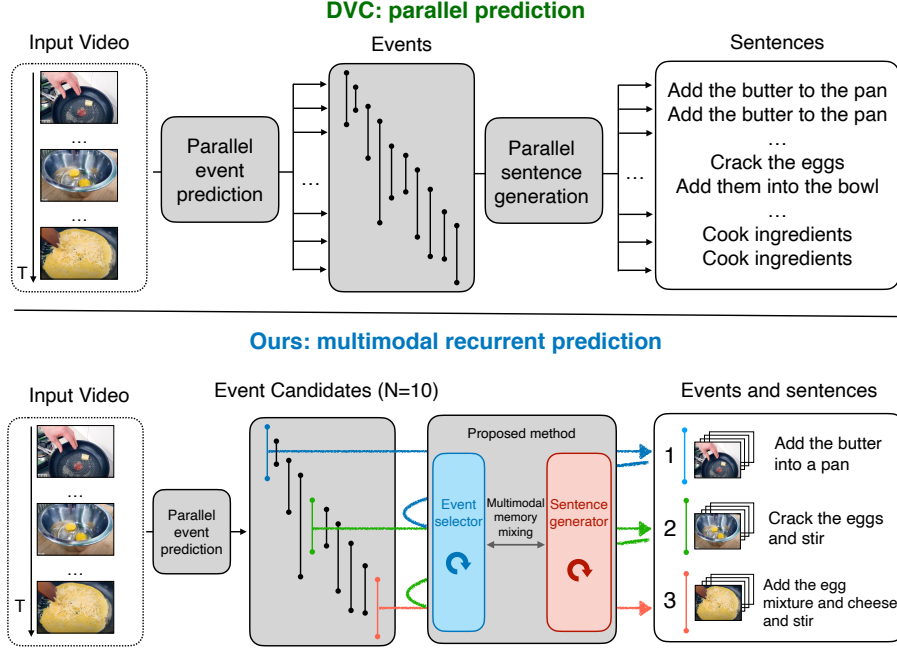 DVC: parallel prediction
Input Video
Events
Sentences
...
...
T
Parallel
event
prediction
...
Parallel
sentence
generation
...
Add the butter to the pan
Add the butter to the pan
...
Crack the eggs
Add them into the bowl
...
Cook ingredients
Cook ingredients
Ours: multimodal recurrent prediction
Input Video
Event Candidates (N=10)
Events and sentences
...
...
T
Parallel
event
prediction
Proposed method
Event
selector
Multimodal
memory
mixing
Sentence
generator
1
Add the butter
into a pan
2
Crack the eggs
and stir
3
Add the egg
mixture and cheese
and stir